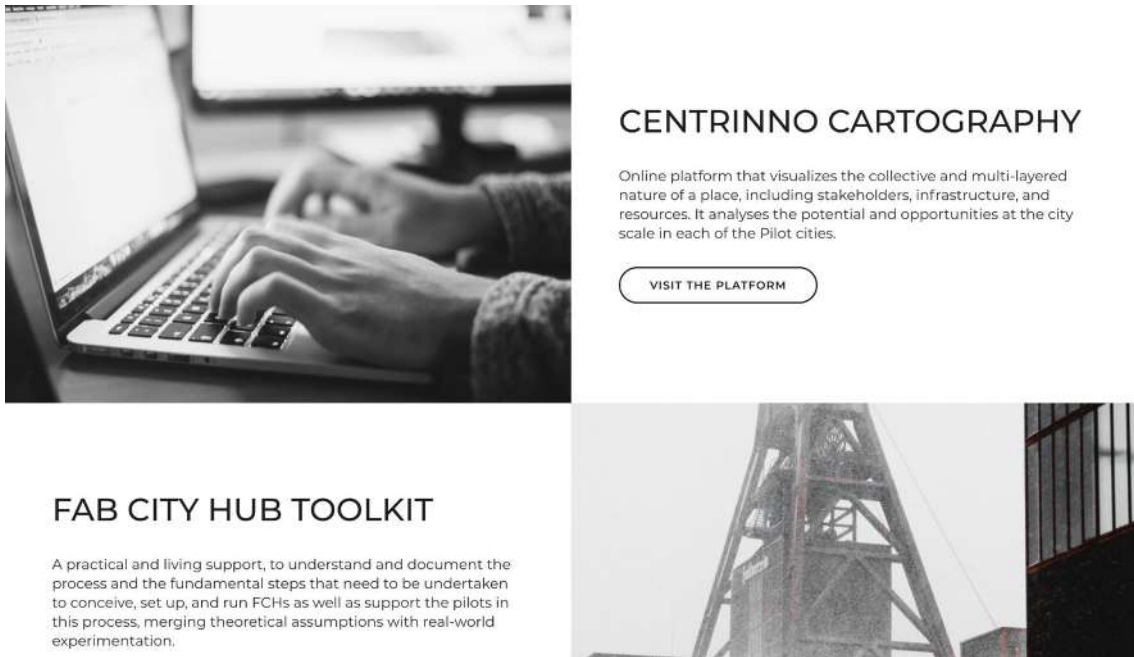 CENTRINNO CARTOGRAPHY
Online platform that visualizes the collective and multi-layered
nature of a place, including stakeholders, infrastructure, and
resources. It analyses the potential and opportunities at the city
scale in each of the Pilot cities.
VISIT THE PLATFORM
FAB CITY HUB TOOLKIT
A practical and living support, to understand and document the
process and the fundamental steps that need to be undertaken
to conceive, set up, and run FCHs as well as support the pilots in
this process, merging theoretical assumptions with real-world
experimentation.